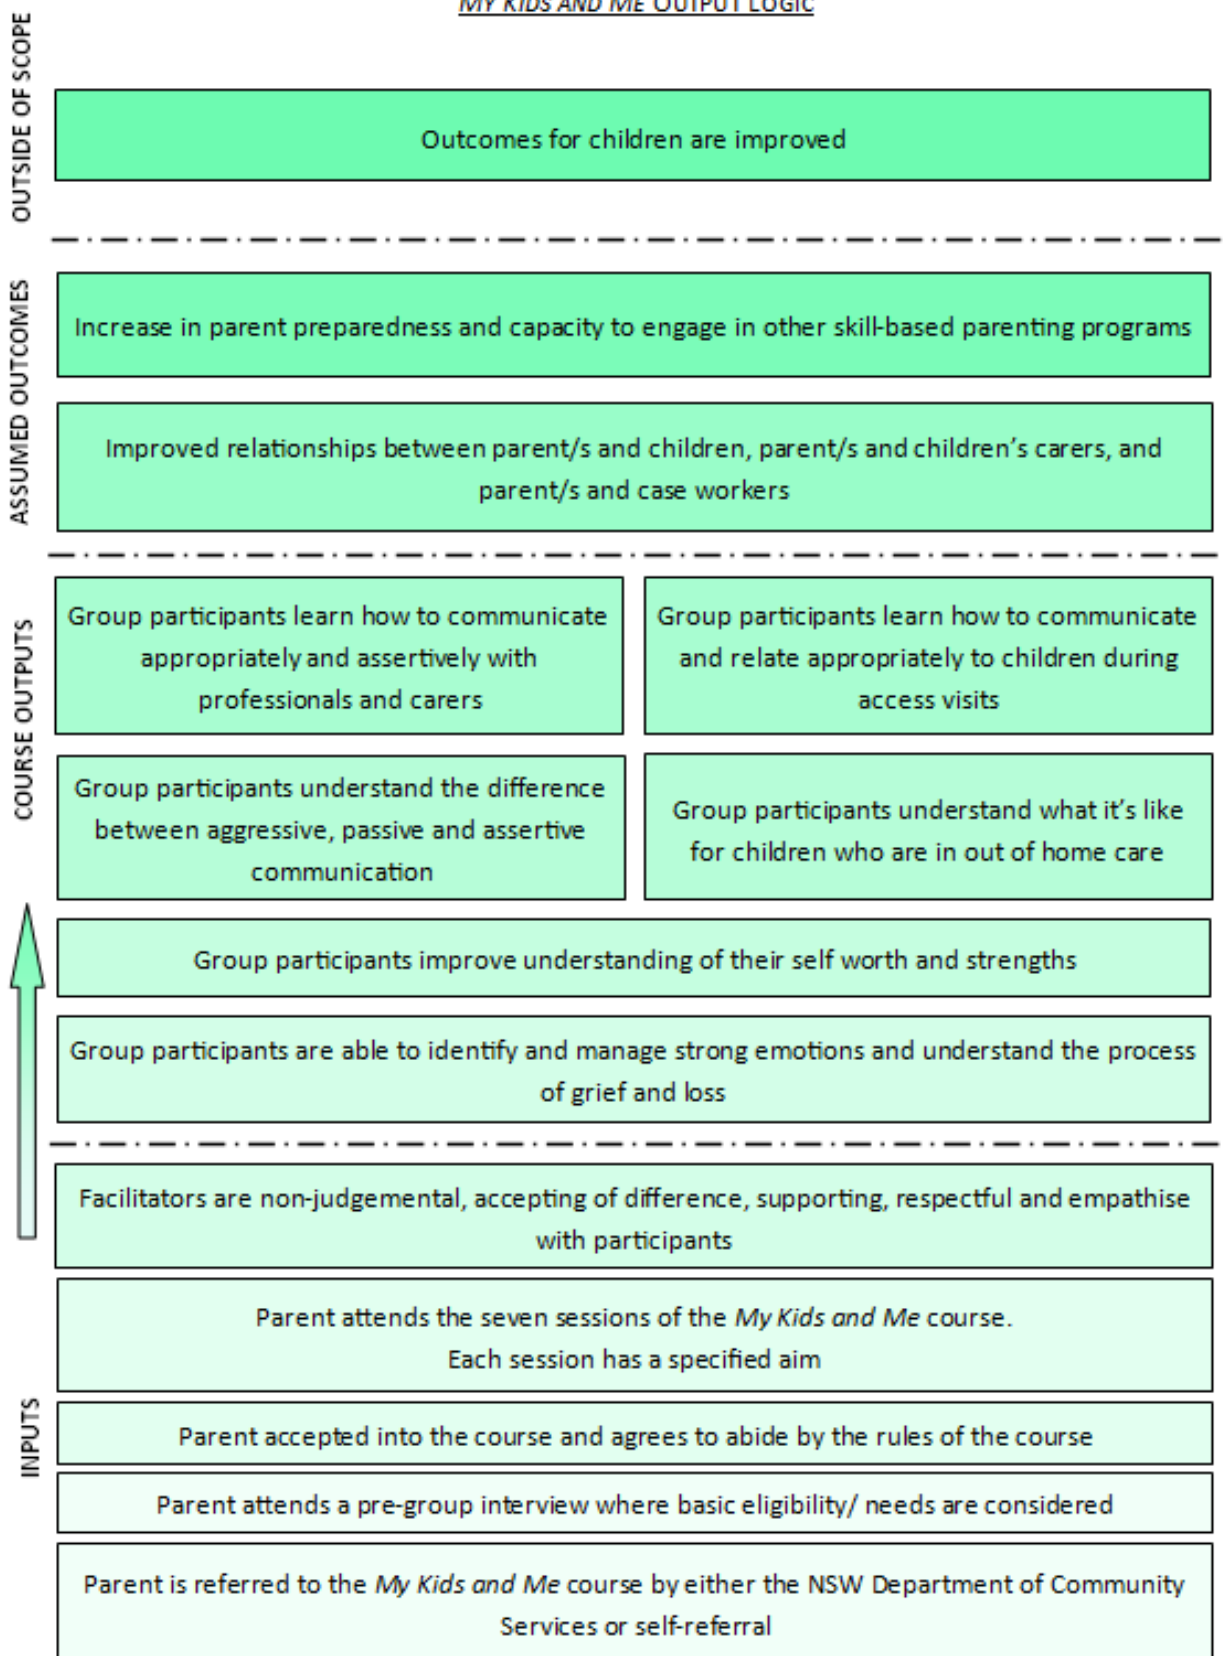 MY KIDS AND ME OUTPUT LOGIC
OUTSIDE OF SCOPE
Outcomes for children are improved
ASSUMED OUTCOMES
Increase in parent preparedness and capacity to engage in other skill-based parenting programs
Improved relationships between parent/s and children, parent/s and children’s carers, and
parent/s and case workers
COURSE OUTPUTS
Group participants learn how to communicate
appropriately and assertively with
professionals and carers
Group participants learn how to communicate
and relate appropriately to children during
access visits
Group participants understand the difference
between aggressive, passive and assertive
communication
Group participants understand what it’s like
for children who are in out of home care
Group participants improve understanding of their self worth and strengths
Group participants are able to identify and manage strong emotions and understand the process
of grief and loss
INPUTS
Facilitators are non-judgemental, accepting of difference, supporting, respectful and empathise
with participants
Parent attends the seven sessions of the My Kids and Me course.
Each session has a specified aim
Parent accepted into the course and agrees to abide by the rules of the course
Parent attends a pre-group interview where basic eligibility/ needs are considered
Parent is referred to the My Kids and Me course by either the NSW Department of Community
Services or self-referral